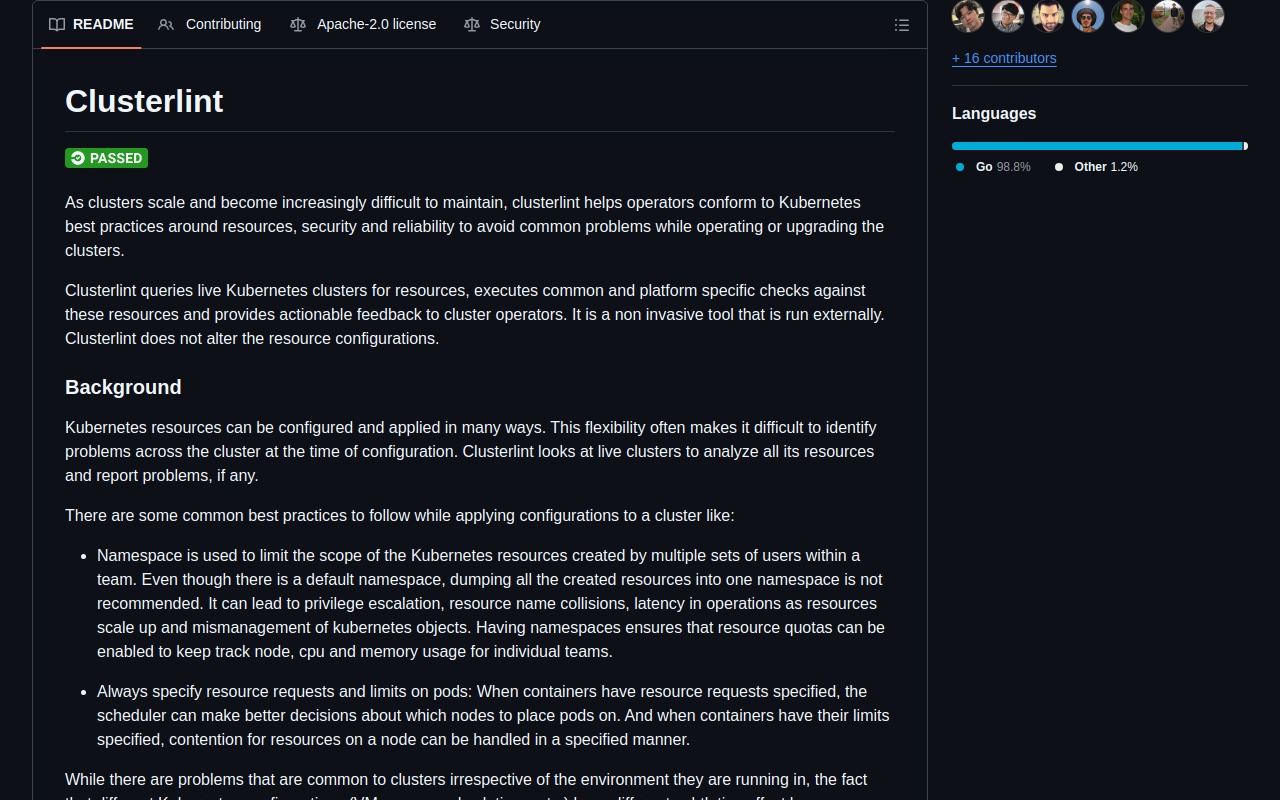 README
Contributing
Apache-2.0 license
Security
+ 16 contributors
Clusterlint
PASSED
Languages
Go 98.8%
Other 1.2%
As clusters scale and become increasingly difficult to maintain, clusterlint helps operators conform to Kubernetes
best practices around resources, security and reliability to avoid common problems while operating or upgrading the
clusters.
Clusterlint queries live Kubernetes clusters for resources, executes common and platform specific checks against
these resources and provides actionable feedback to cluster operators. It is a non invasive tool that is run externally.
Clusterlint does not alter the resource configurations.
Background
Kubernetes resources can be configured and applied in many ways. This flexibility often makes it difficult to identify
problems across the cluster at the time of configuration. Clusterlint looks at live clusters to analyze all its resources
and report problems, if any.
There are some common best practices to follow while applying configurations to a cluster like:
Namespace is used to limit the scope of the Kubernetes resources created by multiple sets of users within a
team. Even though there is a default namespace, dumping all the created resources into one namespace is not
recommended. It can lead to privilege escalation, resource name collisions, latency in operations as resources
scale up and mismanagement of kubernetes objects. Having namespaces ensures that resource quotas can be
enabled to keep track node, cpu and memory usage for individual teams.
Always specify resource requests and limits on pods: When containers have resource requests specified, the
scheduler can make better decisions about which nodes to place pods on. And when containers have their limits
specified, contention for resources on a node can be handled in a specified manner.
While there are problems that are common to clusters irrespective of the environment they are running in, the fact